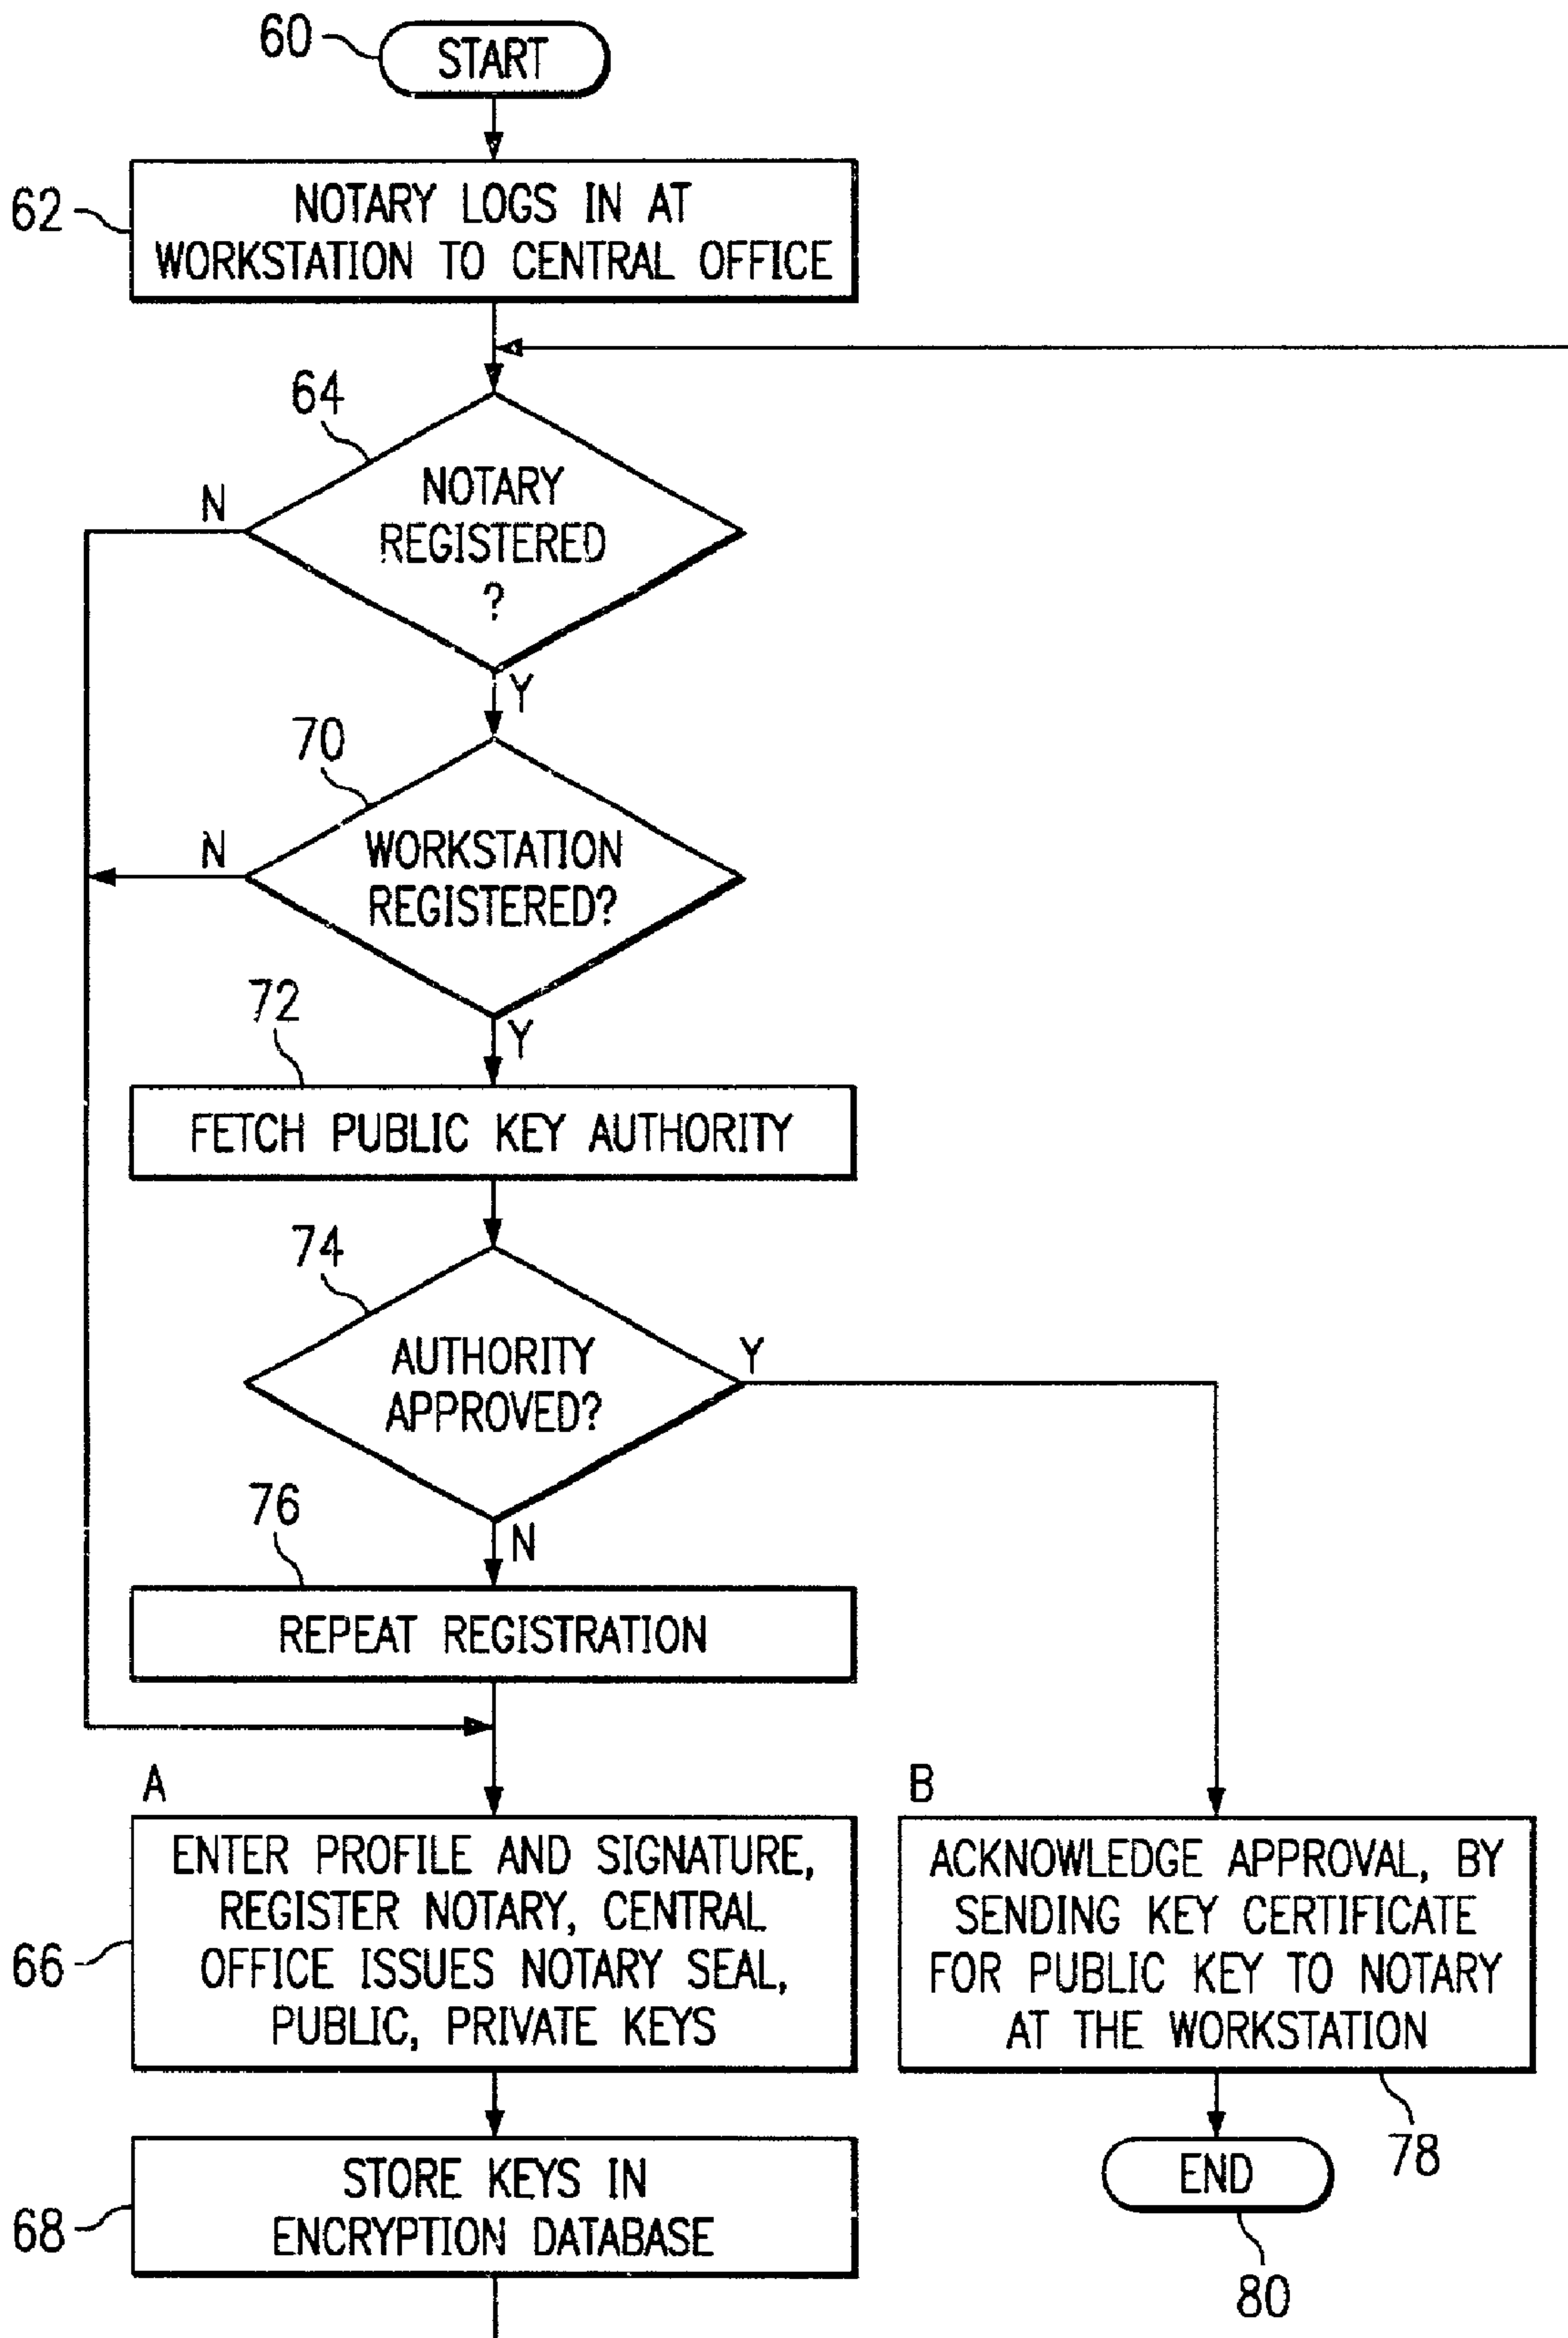 60
START
62
NOTARY LOGS IN AT
WORKSTATION TO CENTRAL OFFICE
64
N
NOTARY
REGISTERED
?
Y
70
N
WORKSTATION
REGISTERED?
72
Y
FETCH PUBLIC KEY AUTHORITY
74
AUTHORITY
APPROVED?
Y
76
N
REPEAT REGISTRATION
A
ENTER PROFILE AND SIGNATURE,
REGISTER NOTARY, CENTRAL
OFFICE ISSUES NOTARY SEAL,
PUBLIC, PRIVATE KEYS
66
B
ACKNOWLEDGE APPROVAL, BY
SENDING KEY CERTIFICATE
FOR PUBLIC KEY TO NOTARY
AT THE WORKSTATION
78
STORE KEYS IN
ENCRYPTION DATABASE
68
END
80